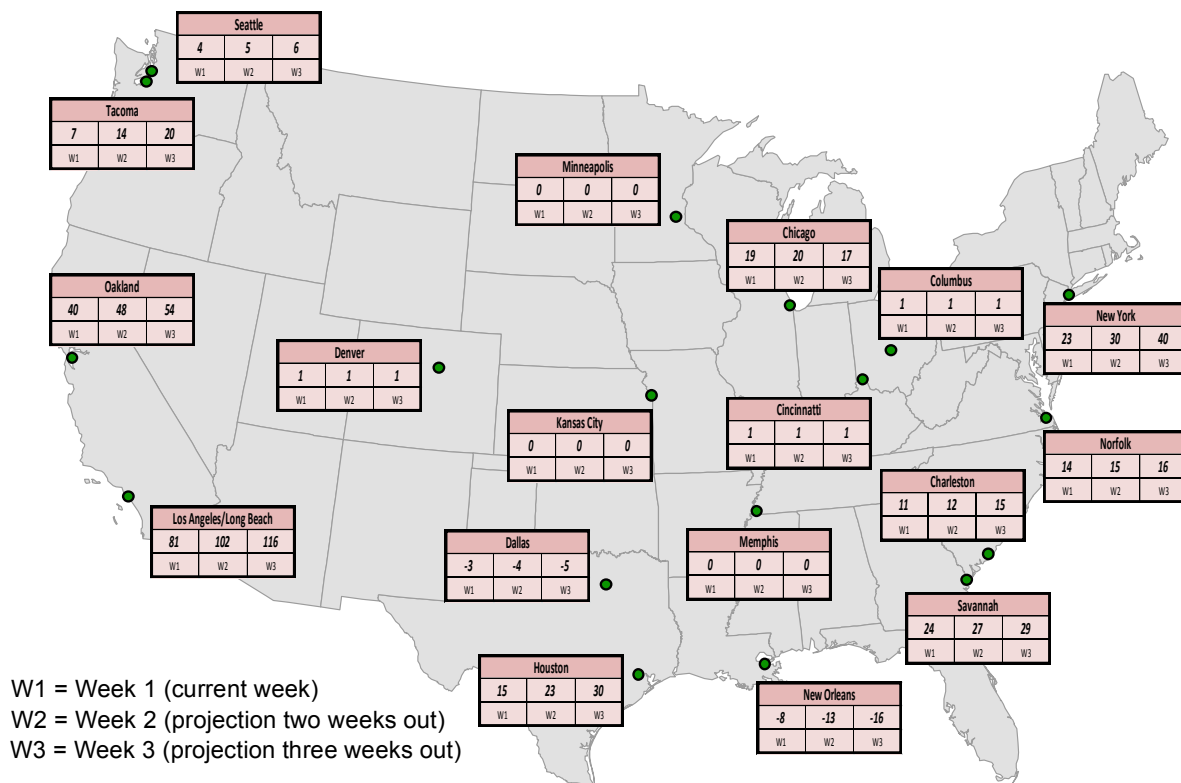 Seattle
4 5 6
W1 W2 W3
Tacoma
7 14 20
W1 W2 W3
Minneapolis
0 0 0
W1 W2 W3
Chicago
19 20 17
W1 W2 W3
Oakland
40 48 54
W1 W2 W3
Columbus
1 1 1
W1 W2 W3
New York
23 30 40
W1 W2 W3
Denver
1 1 1
W1 W2 W3
Kansas City
0 0 0
W1 W2 W3
Cincinnatti
1 1 1
W1 W2 W3
Norfolk
14 15 16
W1 W2 W3
Charleston
11 12 15
W1 W2 W3
Los Angeles/Long Beach
81 102 116
W1 W2 W3
Dallas
-3 -4 -5
W1 W2 W3
Memphis
0 0 0
W1 W2 W3
Savannah
24 27 29
W1 W2 W3
Houston
15 23 30
W1 W2 W3
New Orleans
-8 -13 -16
W1 W2 W3
W1 = Week 1 (current week)
W2 = Week 2 (projection two weeks out)
W3 = Week 3 (projection three weeks out)